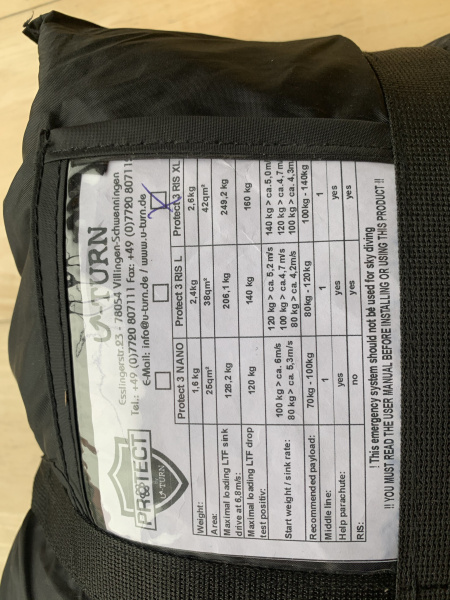 U-TURN
Esslingerstr.23 - 78054 Villingen-Schwenningen
Tel.: +49 (0)7720 807111 Fax: +49 (0)7720 80711
E-Mail: info@u-turn.de / www.u-turn.de
PROTECT
U-TURN
Protect 3 NANO Protect 3 RIS L Protect 3 RIS XL
Weight: 1,6 kg 2,4kg 2,6kg
Area: 25qm² 38qm² 42qm²
Maximal loading LTF sink drive at 6,8m/s: 128,2 kg 206,1 kg 249,2 kg
Maximal loading LTF drop test positiv: 120 kg 140 kg 160 kg
Start weight / sink rate: 100 kg > ca. 6m/s 120 kg > ca. 5,2 m/s 140 kg > ca. 5,0m
80 kg > ca. 5,3m/s 100 kg > ca.4,7 m/s 120 kg > ca. 4,7m
80 kg > ca. 4,2m/s 100 kg > ca. 4,3m
Recommended payload: 70kg - 100kg 80kg - 120kg 100kg - 140kg
Middle line: 1 1 1
Help parachute: yes yes yes
RIS: no yes yes
! This emergency system should not be used for sky diving
!! YOU MUST READ THE USER MANUAL BEFORE INSTALLING OR USING THIS PRODUCT !!